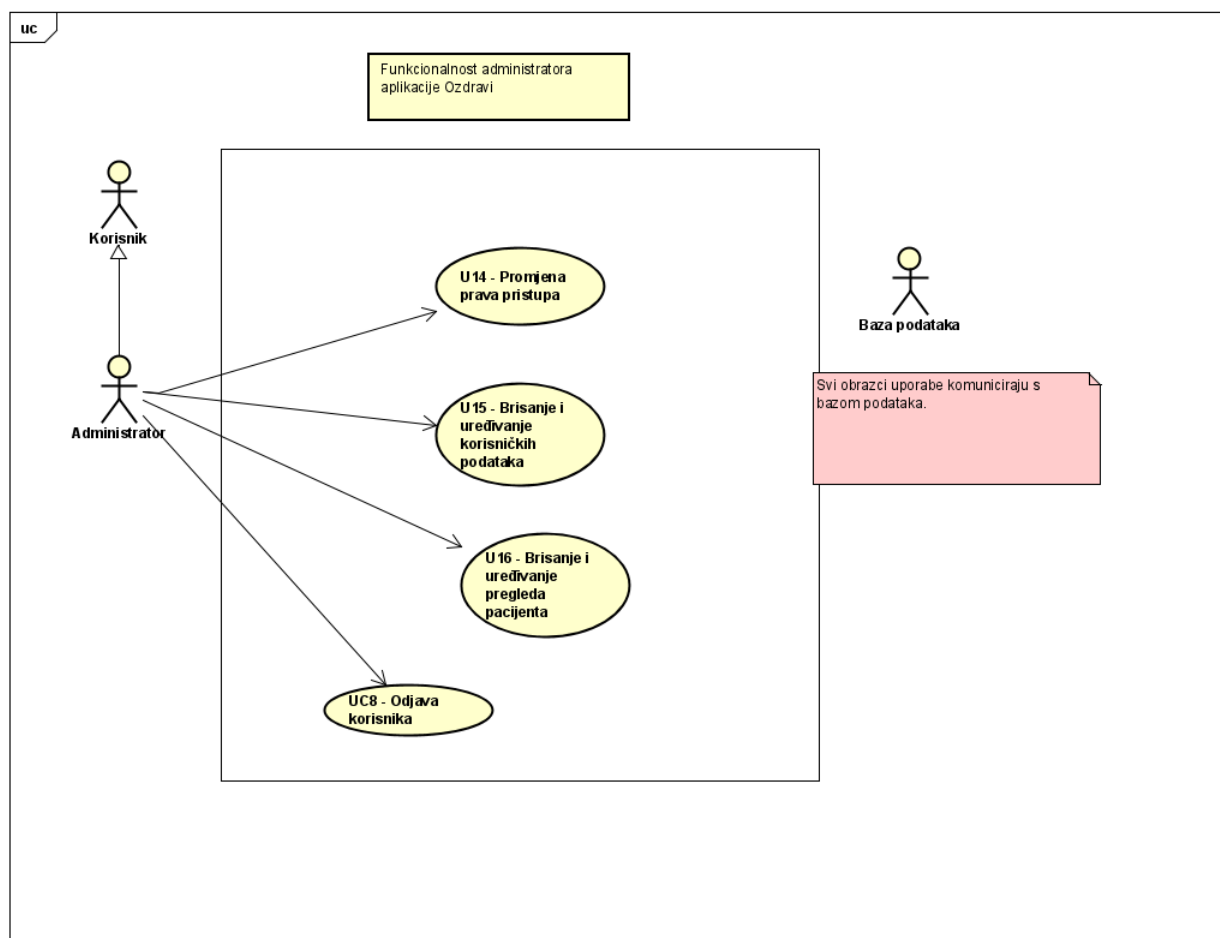 uc
Funkcionalnost administratora
aplikacije Ozdravi
Korisnik
U14 - Promjena
prava pristupa
Baza podataka
Administrator
Svi obrazci uporabe komuniciraju s
bazom podataka.
U15 - Brisanje i
uređivanje
korisničkih
podataka
U16 - Brisanje i
uređivanje
pregleda
pacijenta
UC8 - Odjava
korisnika